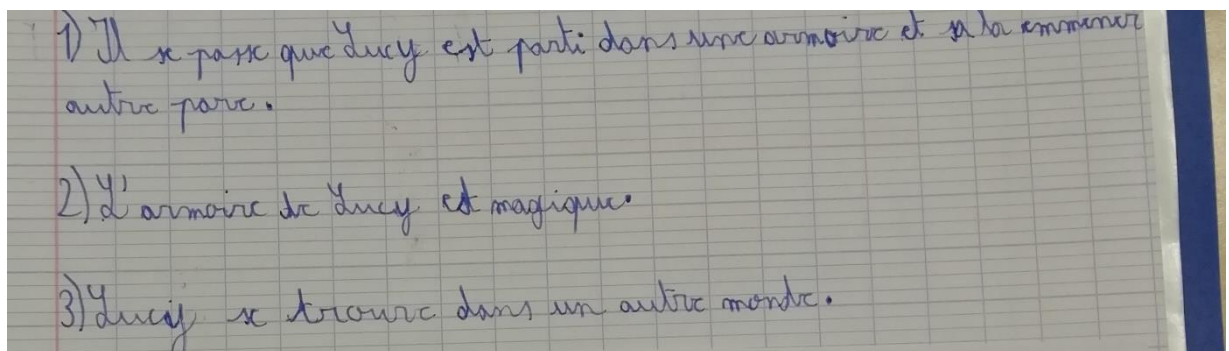 1) Il se passe que Lucy est parti dans une armoire et sa la emmener
autre pare.
2) L'armoire de Lucy est magique.
3) Lucy se trouve dans un autre monde.